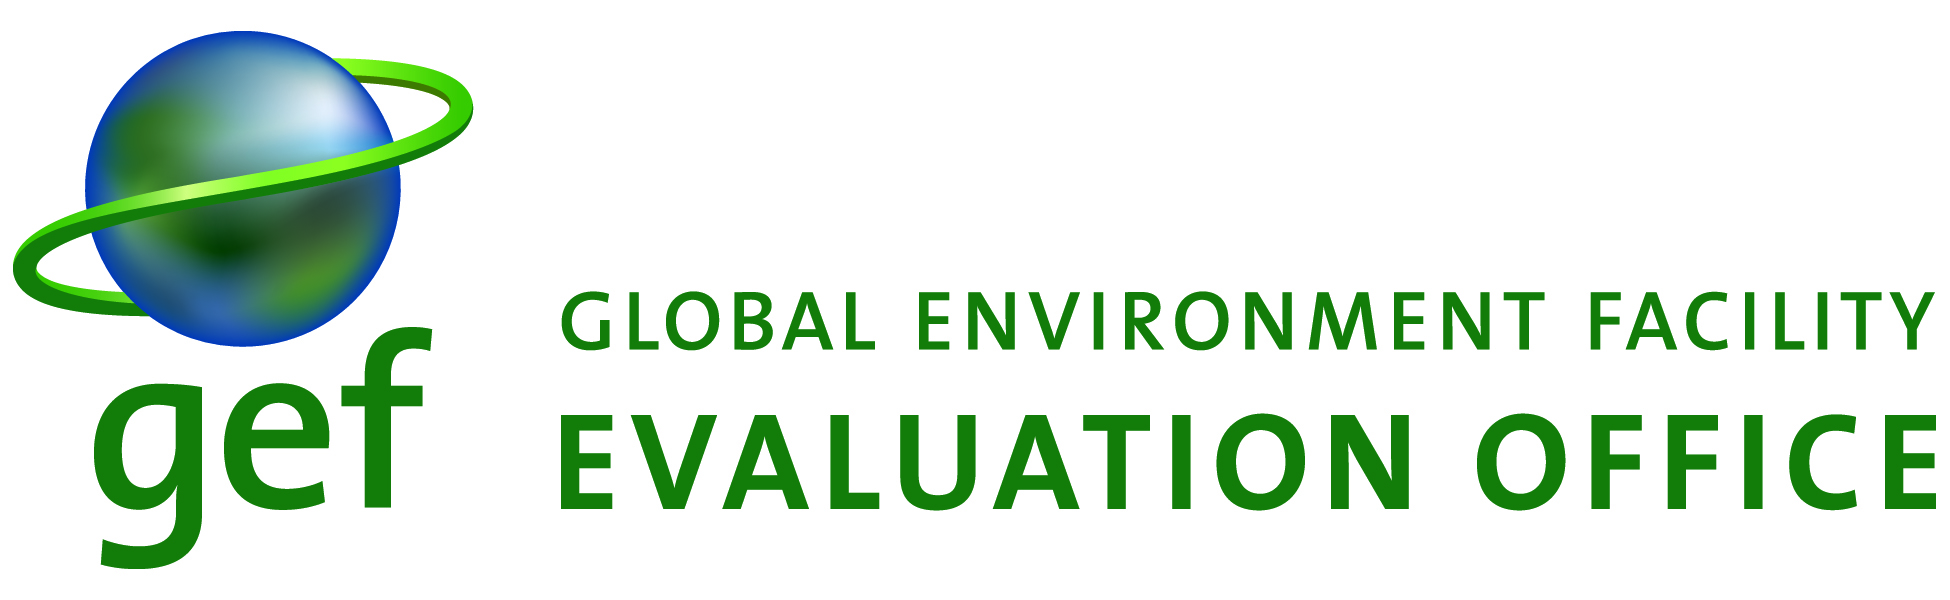 gef
GLOBAL ENVIRONMENT FACILITY
EVALUATION OFFICE